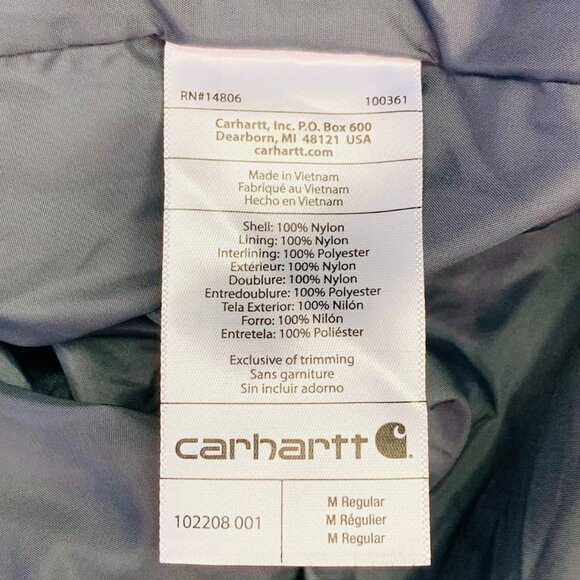 RN#14806 100361
Carhartt, Inc. P.O. Box 600
Dearborn, MI 48121 USA
carhartt.com
Made in Vietnam
Fabriqué au Vietnam
Hecho en Vietnam
Shell: 100% Nylon
Lining: 100% Nylon
Interlining: 100% Polyester
Extérieur: 100% Nylon
Doublure: 100% Nylon
Entredoublure: 100% Polyester
Tela Exterior: 100% Nilón
Forro: 100% Nilón
Entretela: 100% Poliéster
Exclusive of trimming
Sans garniture
Sin incluir adorno
carhartt
102208 001
M Regular
M Régulier
M Regular